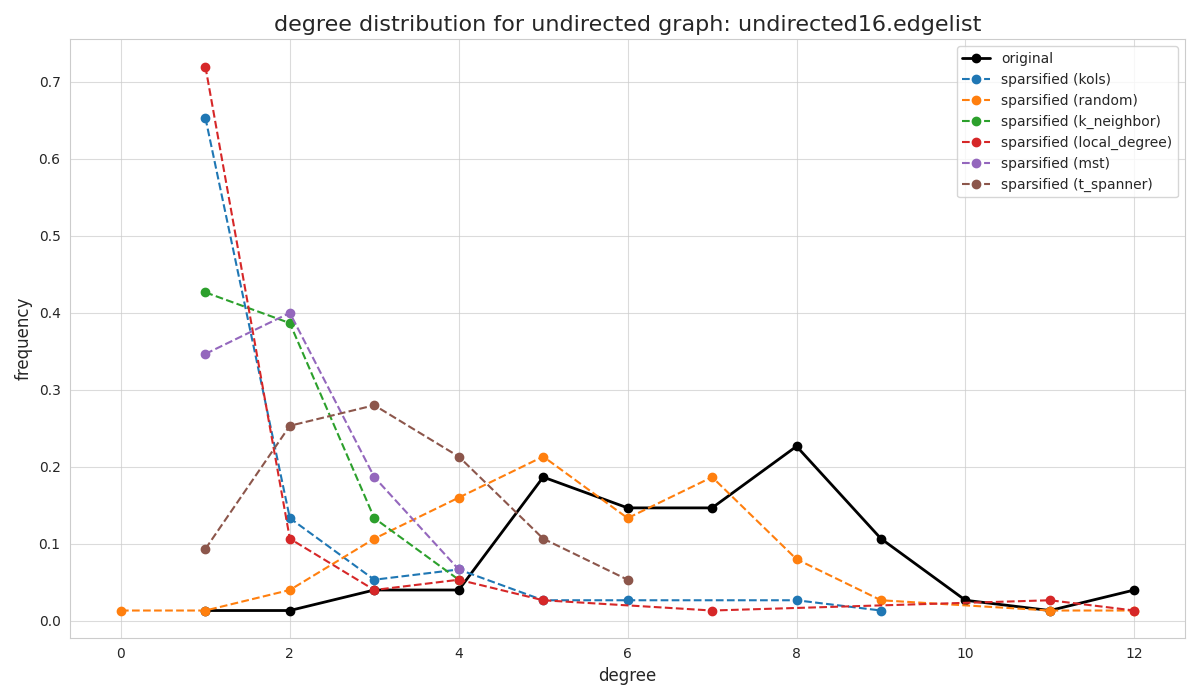 degree distribution for undirected graph: undirected16.edgelist
original
sparsified (kols)
sparsified (random)
sparsified (k_neighbor)
sparsified (local_degree)
sparsified (mst)
sparsified (t_spanner)
frequency
0.7
0.6
0.5
0.4
0.3
0.2
0.1
0.0
0 2 4 6 8 10 12
degree